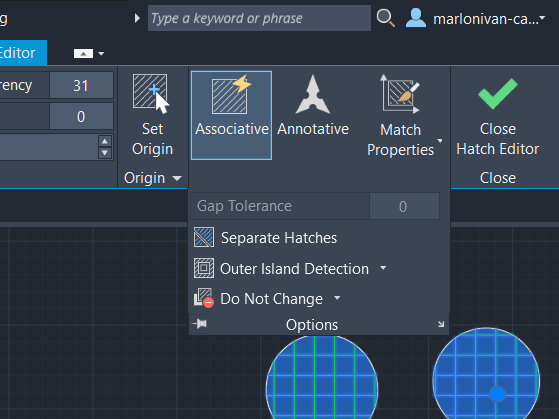 g
Type a keyword or phrase
marlonivan-ca...
Editor
rency 31
0
Set
Origin
Associative
Annotative
Match
Properties
Close
Hatch Editor
Origin
Close
Gap Tolerance 0
Separate Hatches
Outer Island Detection
Do Not Change
Options